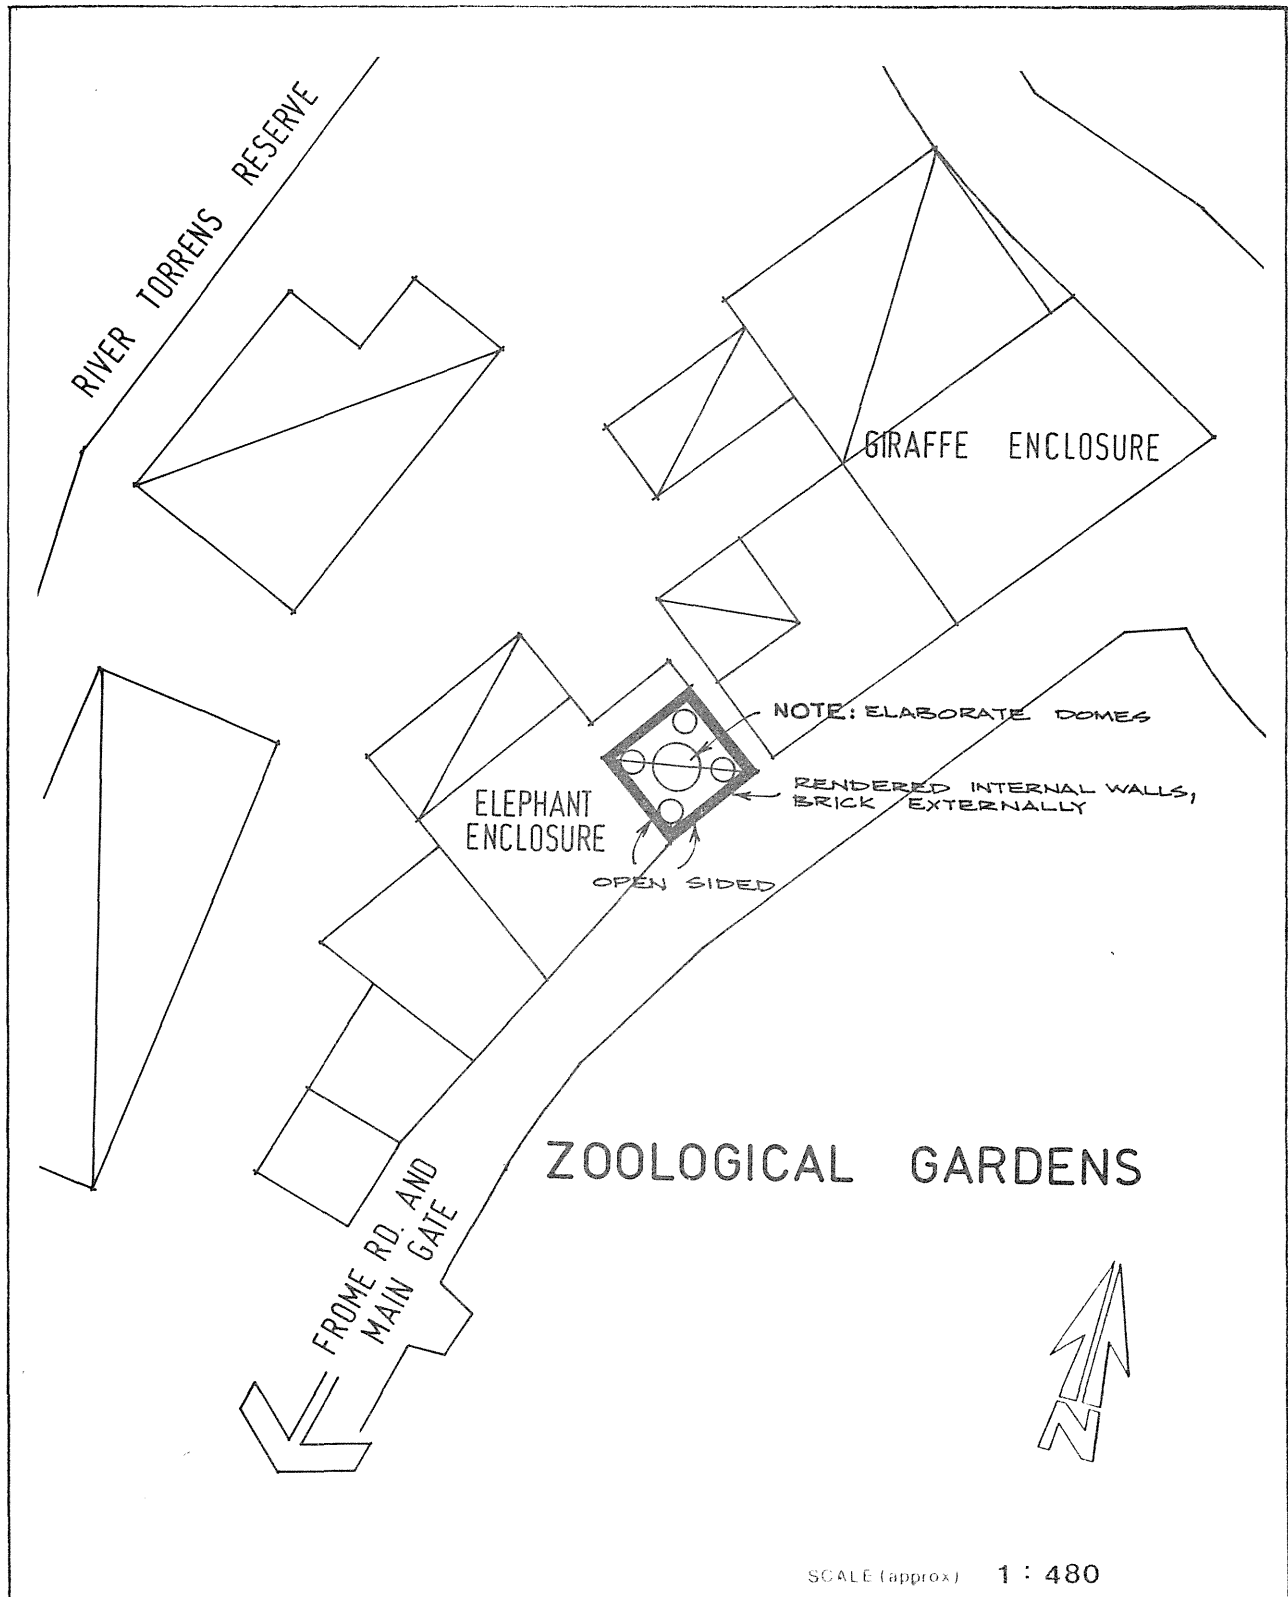 RIVER TORRENS RESERVE
GIRAFFE ENCLOSURE
NOTE: ELABORATE DOMES
RENDERED INTERNAL WALLS,
BRICK EXTERNALLY
ELEPHANT
ENCLOSURE
OPEN SIDED
ZOOLOGICAL GARDENS
FROME RD. AND
MAIN GATE
N
SCALE (approx) 1 : 480